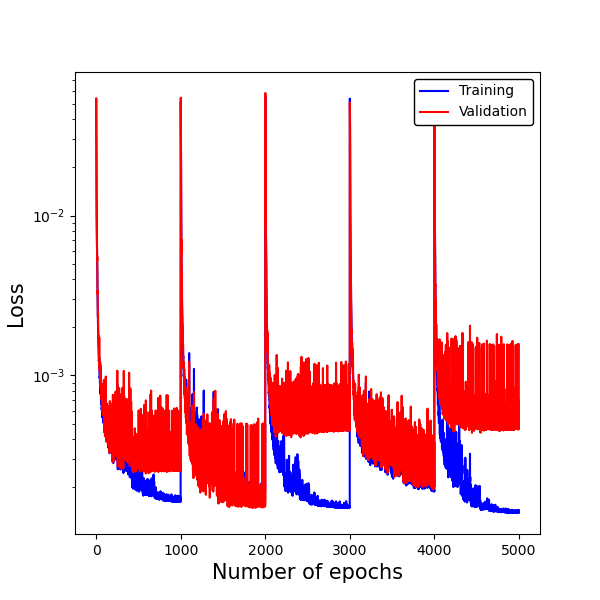 Training
Validation
10^{-2}
10^{-3}
Loss
0 1000 2000 3000 4000 5000
Number of epochs